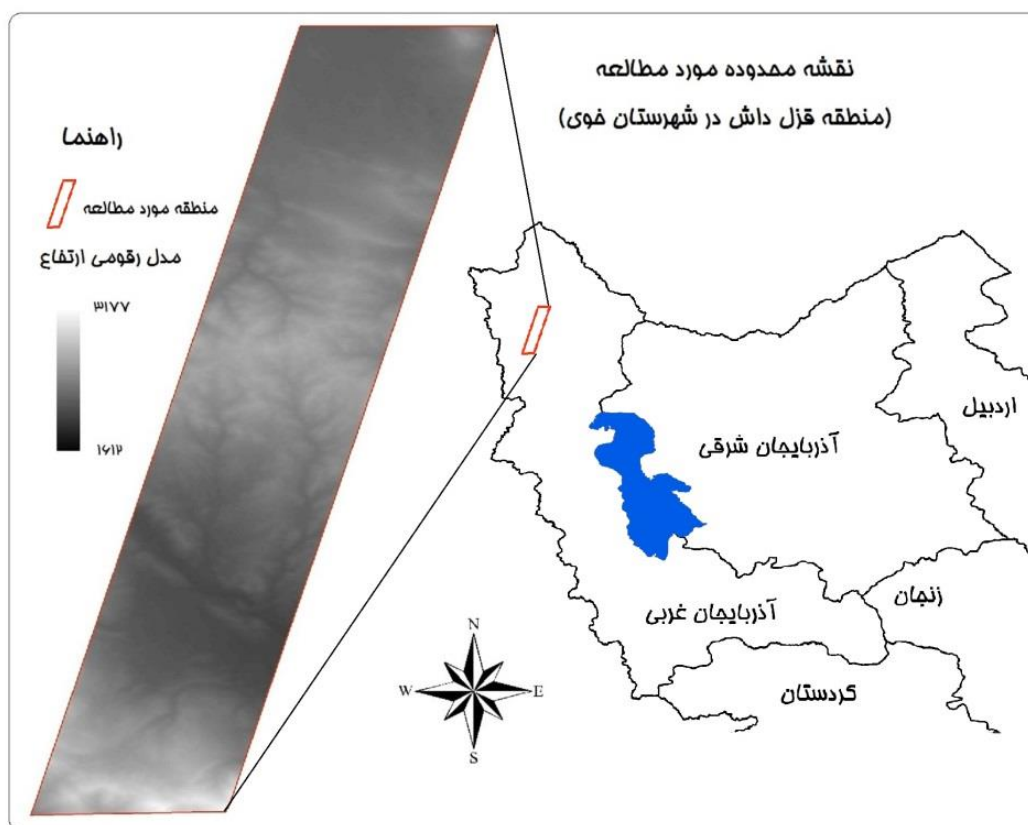 نقشه محدوده مورد مطالعه
(منطقه قزل داش در شهرستان خوی)
راهنما
منطقه مورد مطالعه
مدل رقومی ارتفاع
۳۱۷۷
۱۶۱۲
اردبیل
آذربایجان شرقی
زنجان
آذربایجان غربی
کردستان
N
W
E
S